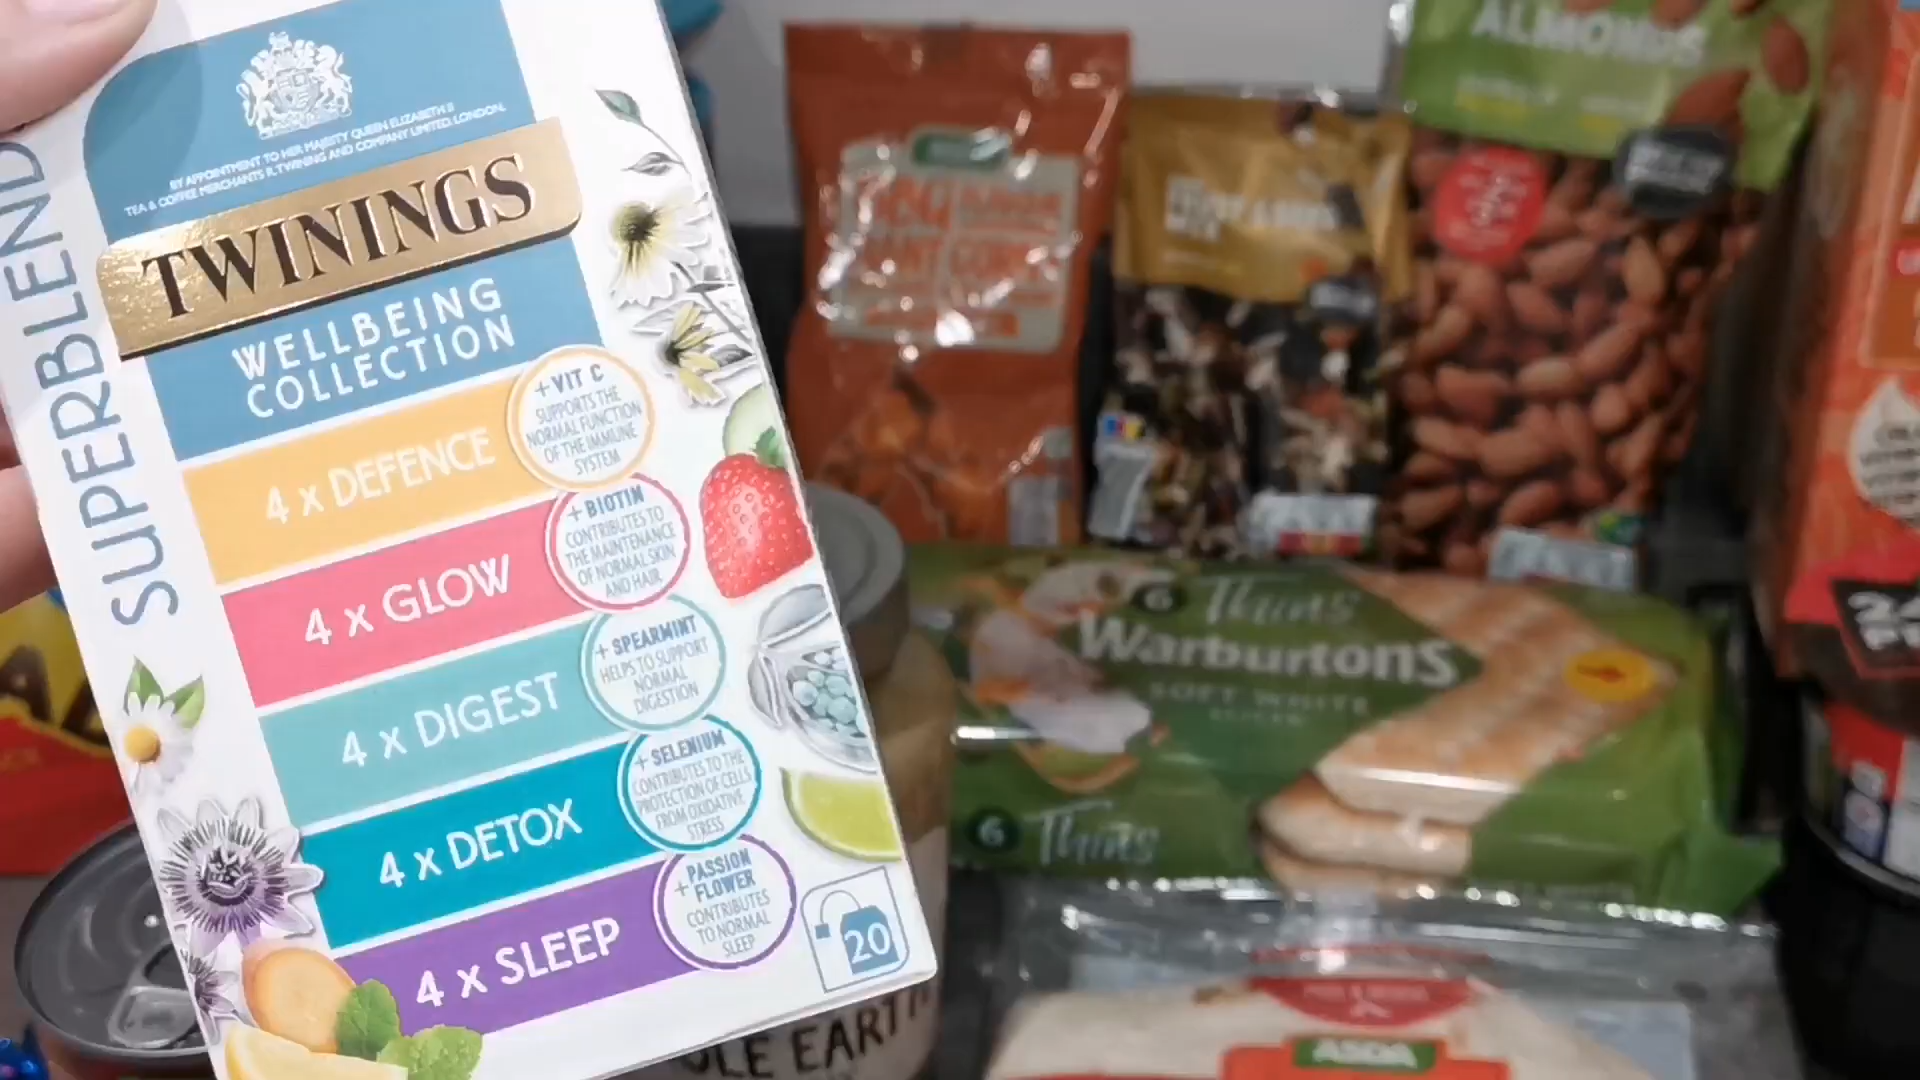 SUPERBLEND
BY APPOINTMENT TO HER MAJESTY QUEEN ELIZABETH II
TEA & COFFEE MERCHANTS R. TWINING AND COMPANY LIMITED, LONDON.
TWININGS
WELLBEING
COLLECTION
4 x DEFENCE
+ VIT C
SUPPORTS THE
NORMAL FUNCTION
OF THE IMMUNE
SYSTEM
4 x GLOW
+ BIOTIN
CONTRIBUTES TO
THE MAINTENANCE
OF NORMAL SKIN
AND HAIR
4 x DIGEST
+ SPEARMINT
HELPS TO SUPPORT
NORMAL
DIGESTION
4 x DETOX
+ SELENIUM
CONTRIBUTES TO THE
PROTECTION OF CELLS
FROM OXIDATIVE
STRESS
4 x SLEEP
+ PASSION
FLOWER
CONTRIBUTES
TO NORMAL
SLEEP
20
ALMONDS
6 Thins
Warburtons
SOFT WHITE
6 Thins
EARTH
ASDA